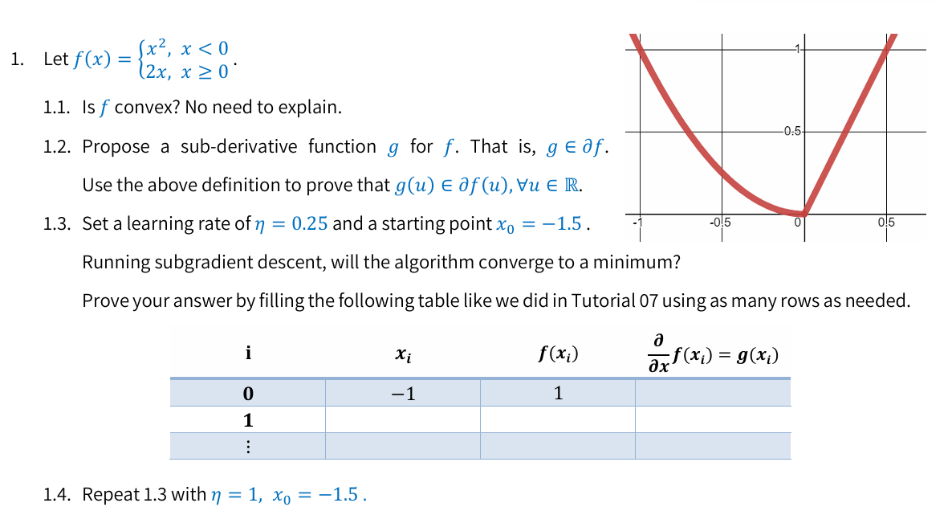 1. Let f(x) = {x², x < 0
2x, x ≥ 0 .
1.1. Is f convex? No need to explain.
1.2. Propose a sub-derivative function g for f. That is, g ∈ ∂f.
Use the above definition to prove that g(u) ∈ ∂f(u), ∀u ∈ ℝ.
1.3. Set a learning rate of η = 0.25 and a starting point x₀ = −1.5 .
Running subgradient descent, will the algorithm converge to a minimum?
Prove your answer by filling the following table like we did in Tutorial 07 using as many rows as needed.
1
0.5
-1 -0.5 0 0.5
i xᵢ f(xᵢ) ∂/∂x f(xᵢ) = g(xᵢ)
0 −1 1
1
⋮
1.4. Repeat 1.3 with η = 1, x₀ = −1.5 .